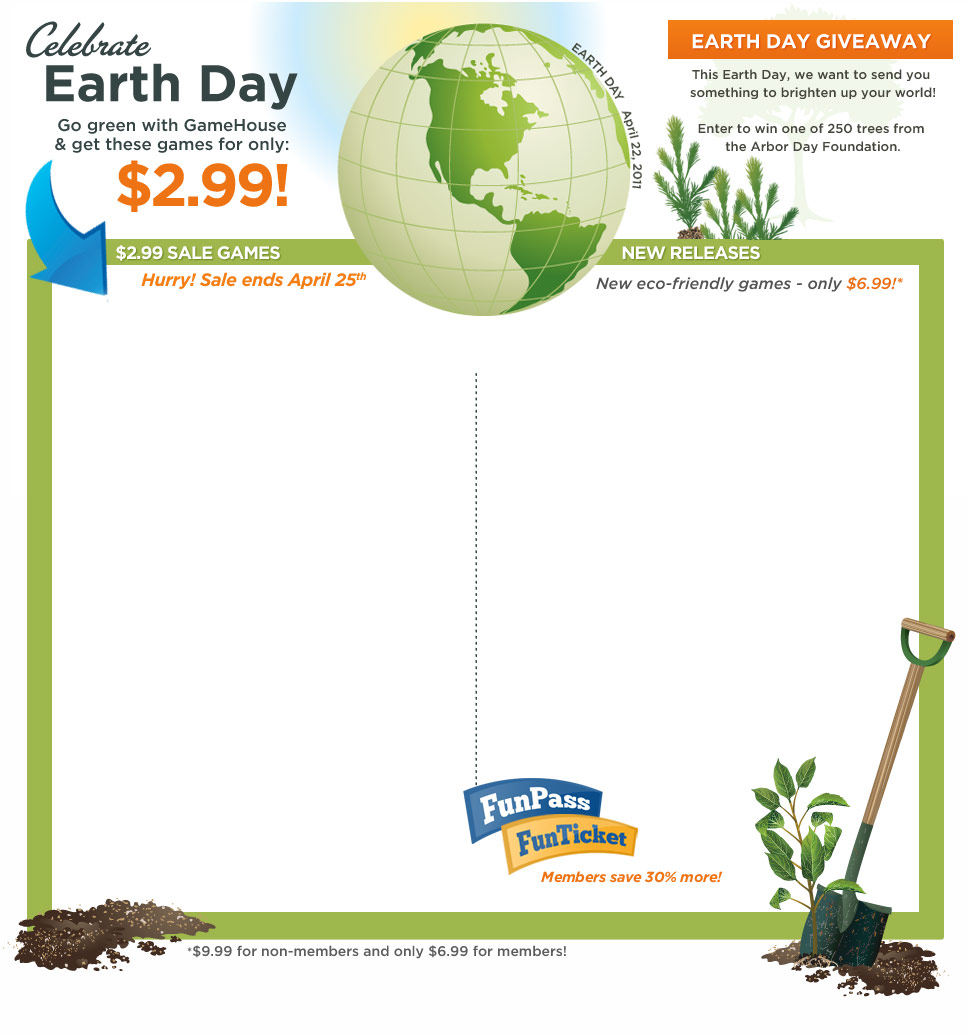 Celebrate
Earth Day
Go green with GameHouse
& get these games for only:
$2.99!
EARTH DAY April 22, 2011
EARTH DAY GIVEAWAY
This Earth Day, we want to send you
something to brighten up your world!
Enter to win one of 250 trees from
the Arbor Day Foundation.
$2.99 SALE GAMES
Hurry! Sale ends April 25th
NEW RELEASES
New eco-friendly games - only $6.99!*
FunPass
FunTicket
Members save 30% more!
*$9.99 for non-members and only $6.99 for members!